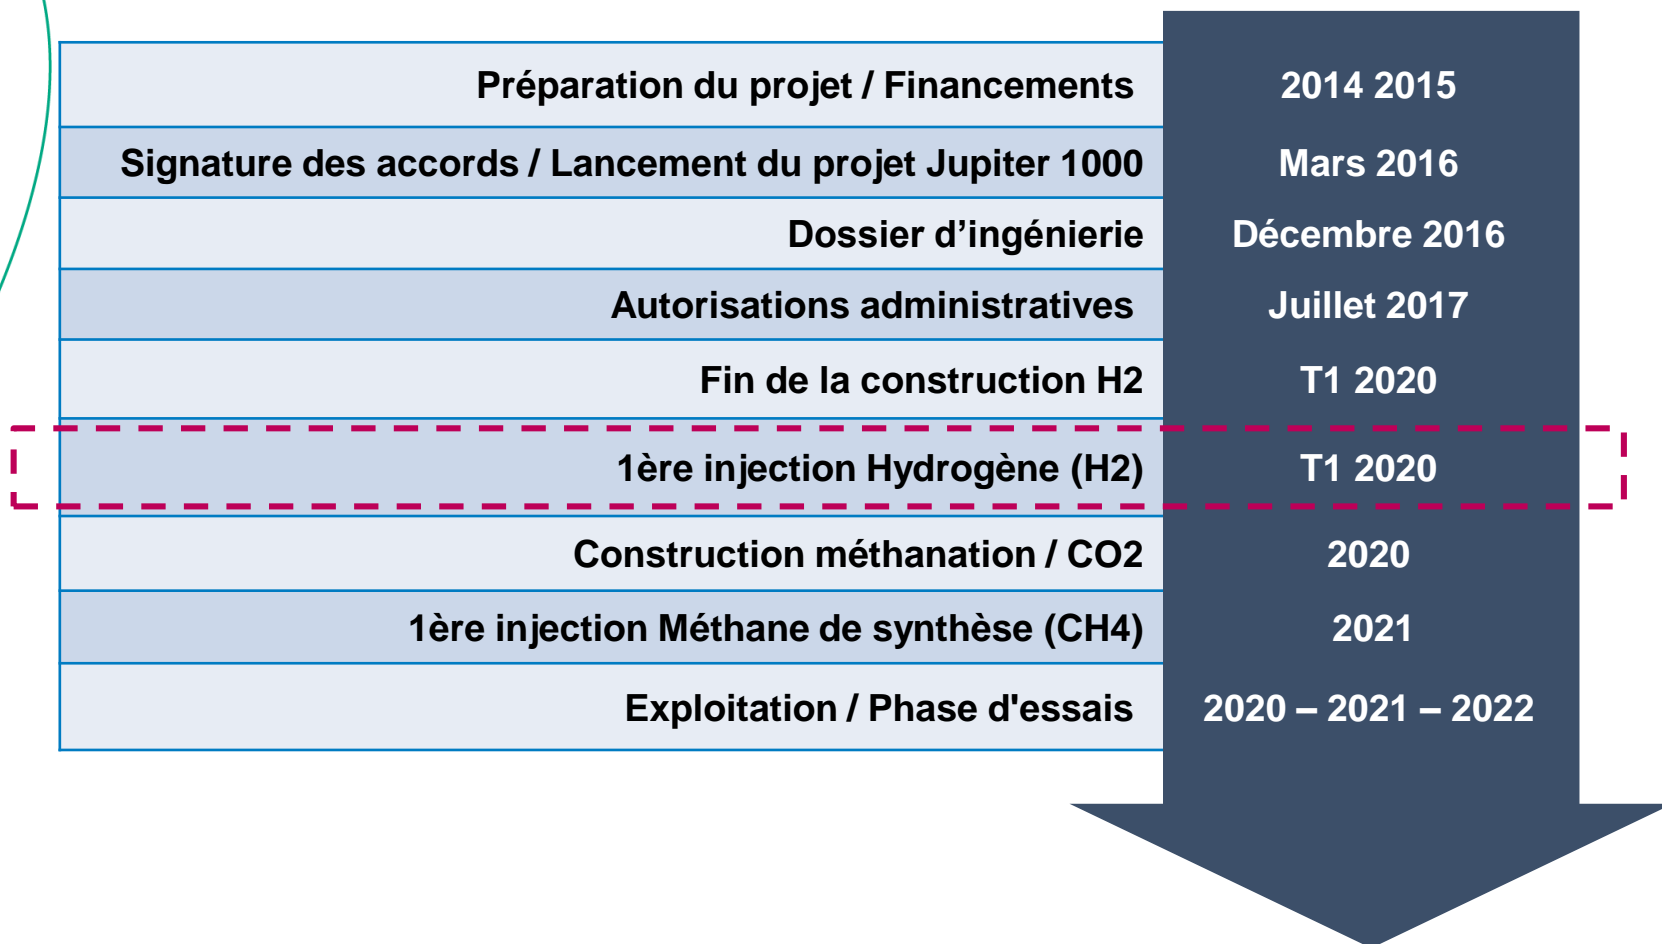 Préparation du projet / Financements 2014 2015
Signature des accords / Lancement du projet Jupiter 1000 Mars 2016
Dossier d’ingénierie Décembre 2016
Autorisations administratives Juillet 2017
Fin de la construction H2 T1 2020
1ère injection Hydrogène (H2) T1 2020
Construction méthanation / CO2 2020
1ère injection Méthane de synthèse (CH4) 2021
Exploitation / Phase d'essais 2020 – 2021 – 2022